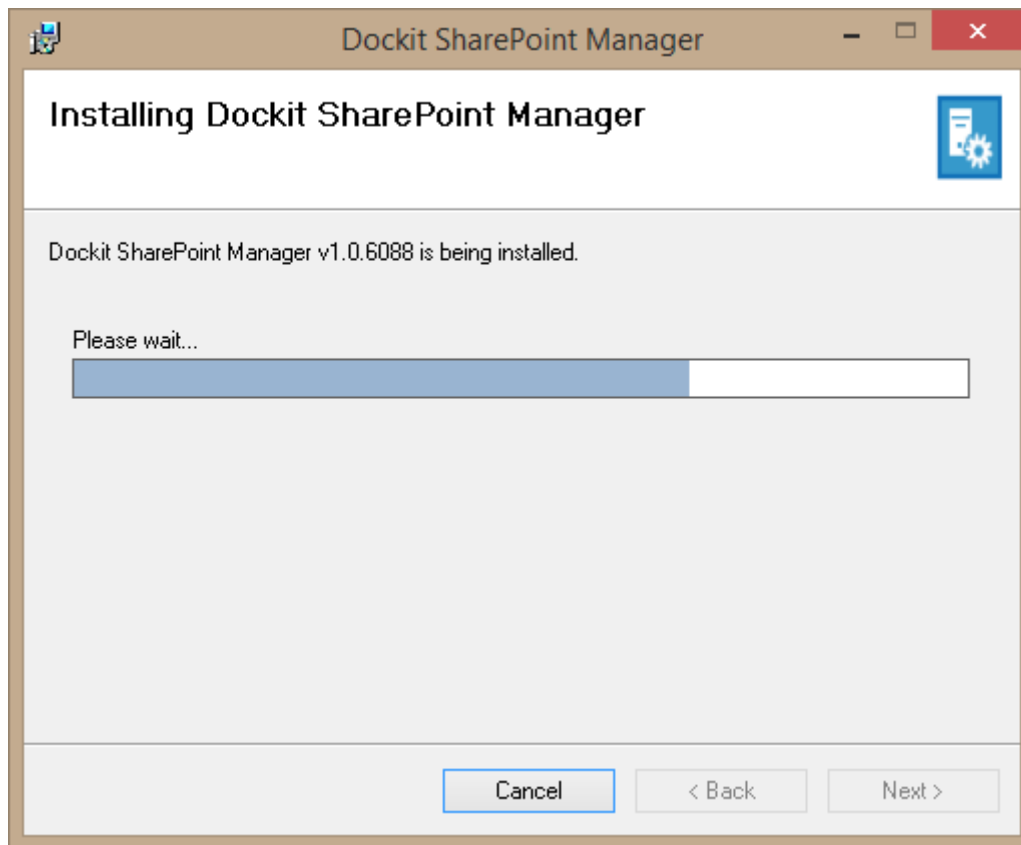 Dockit SharePoint Manager
Installing Dockit SharePoint Manager
Dockit SharePoint Manager v1.0.6088 is being installed.
Please wait...
Cancel
< Back
Next >